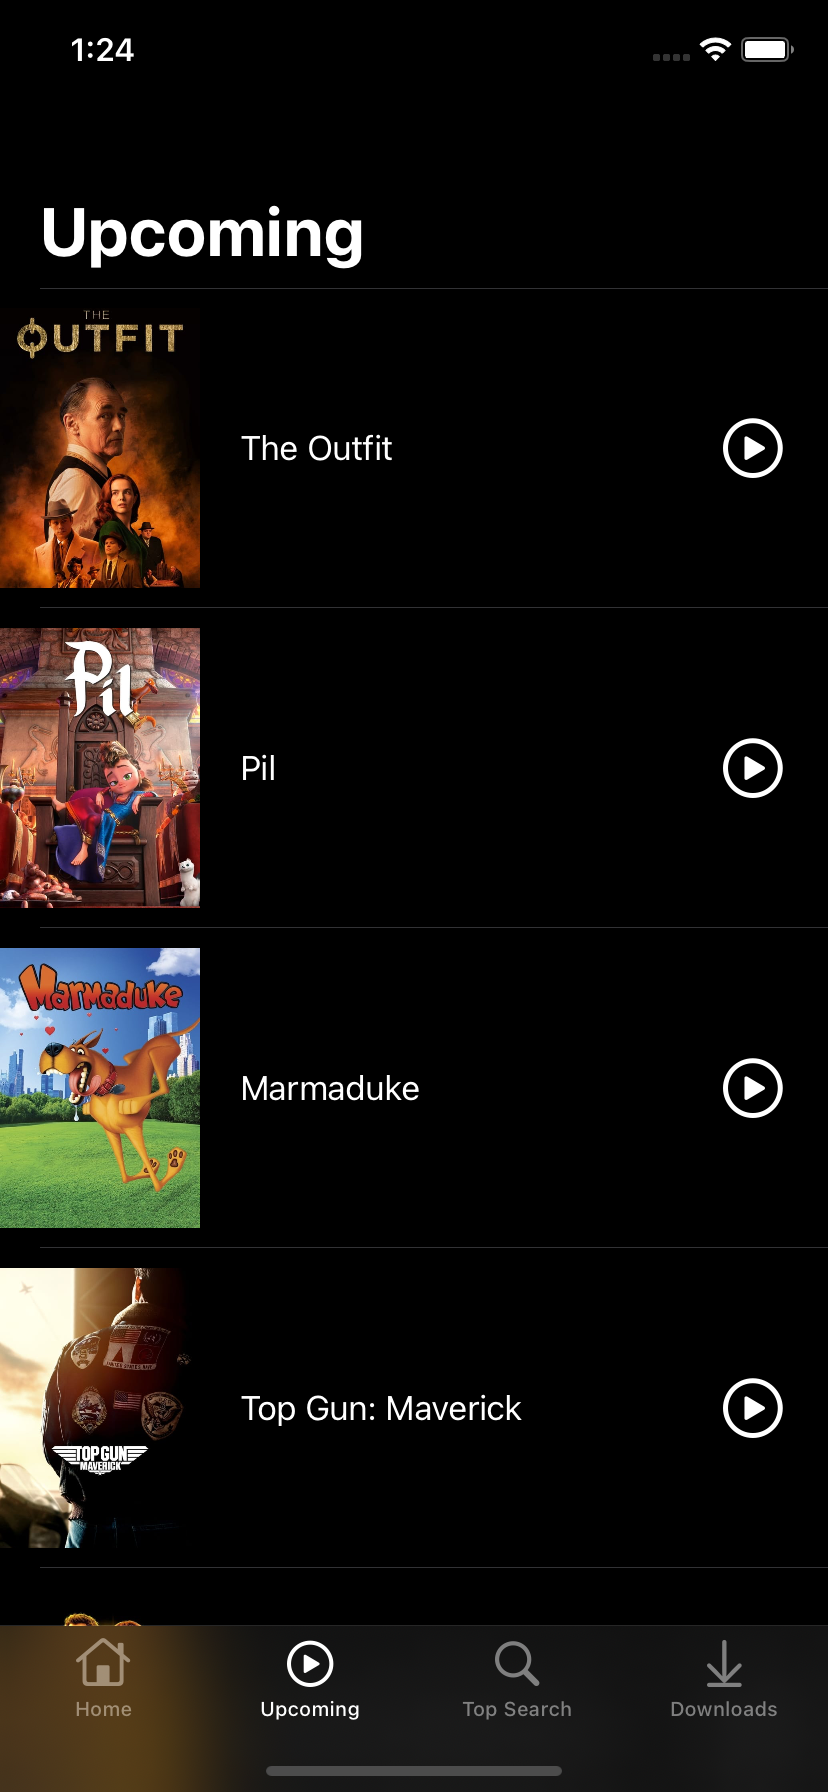 1:24
Upcoming
THE
OUTFIT
The Outfit
Pil
Pil
Marmaduke
Marmaduke
TOP GUN
MAVERICK
Top Gun: Maverick
Home
Upcoming
Top Search
Downloads